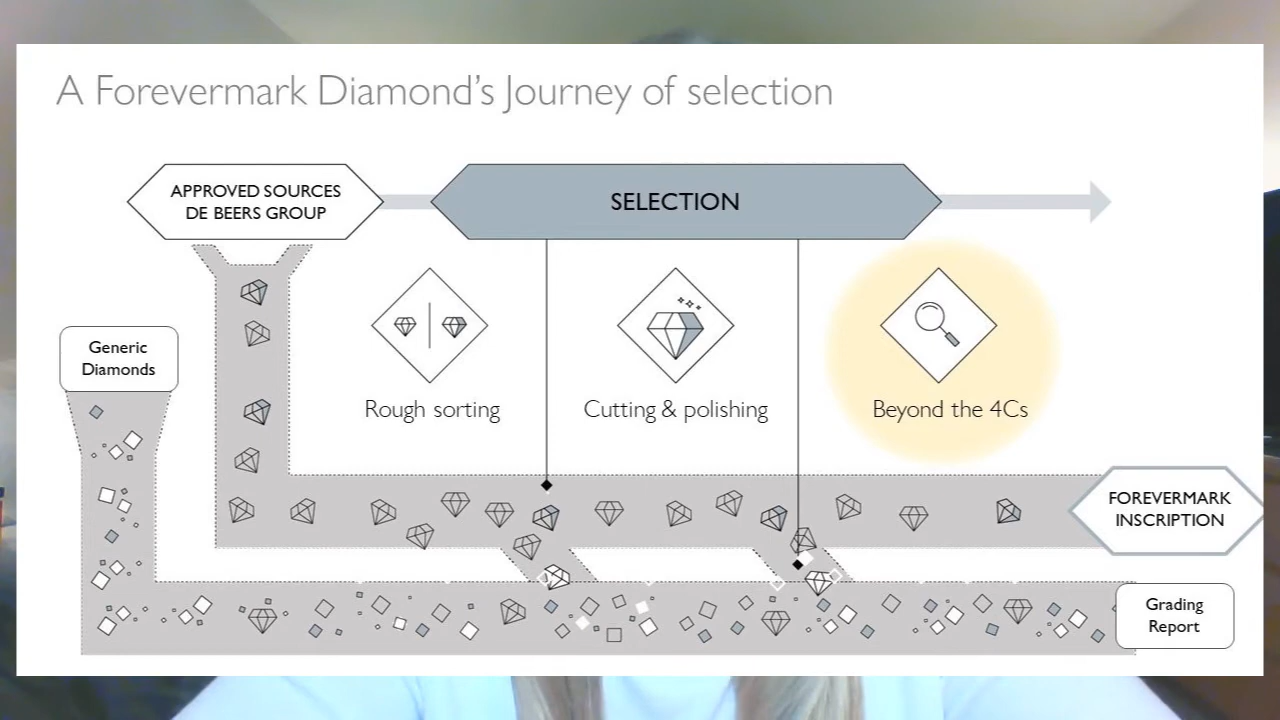 A Forevermark Diamond's Journey of selection
APPROVED SOURCES
DE BEERS GROUP
SELECTION
Generic
Diamonds
Rough sorting
Cutting & polishing
Beyond the 4Cs
FOREVERMARK
INSCRIPTION
Grading
Report